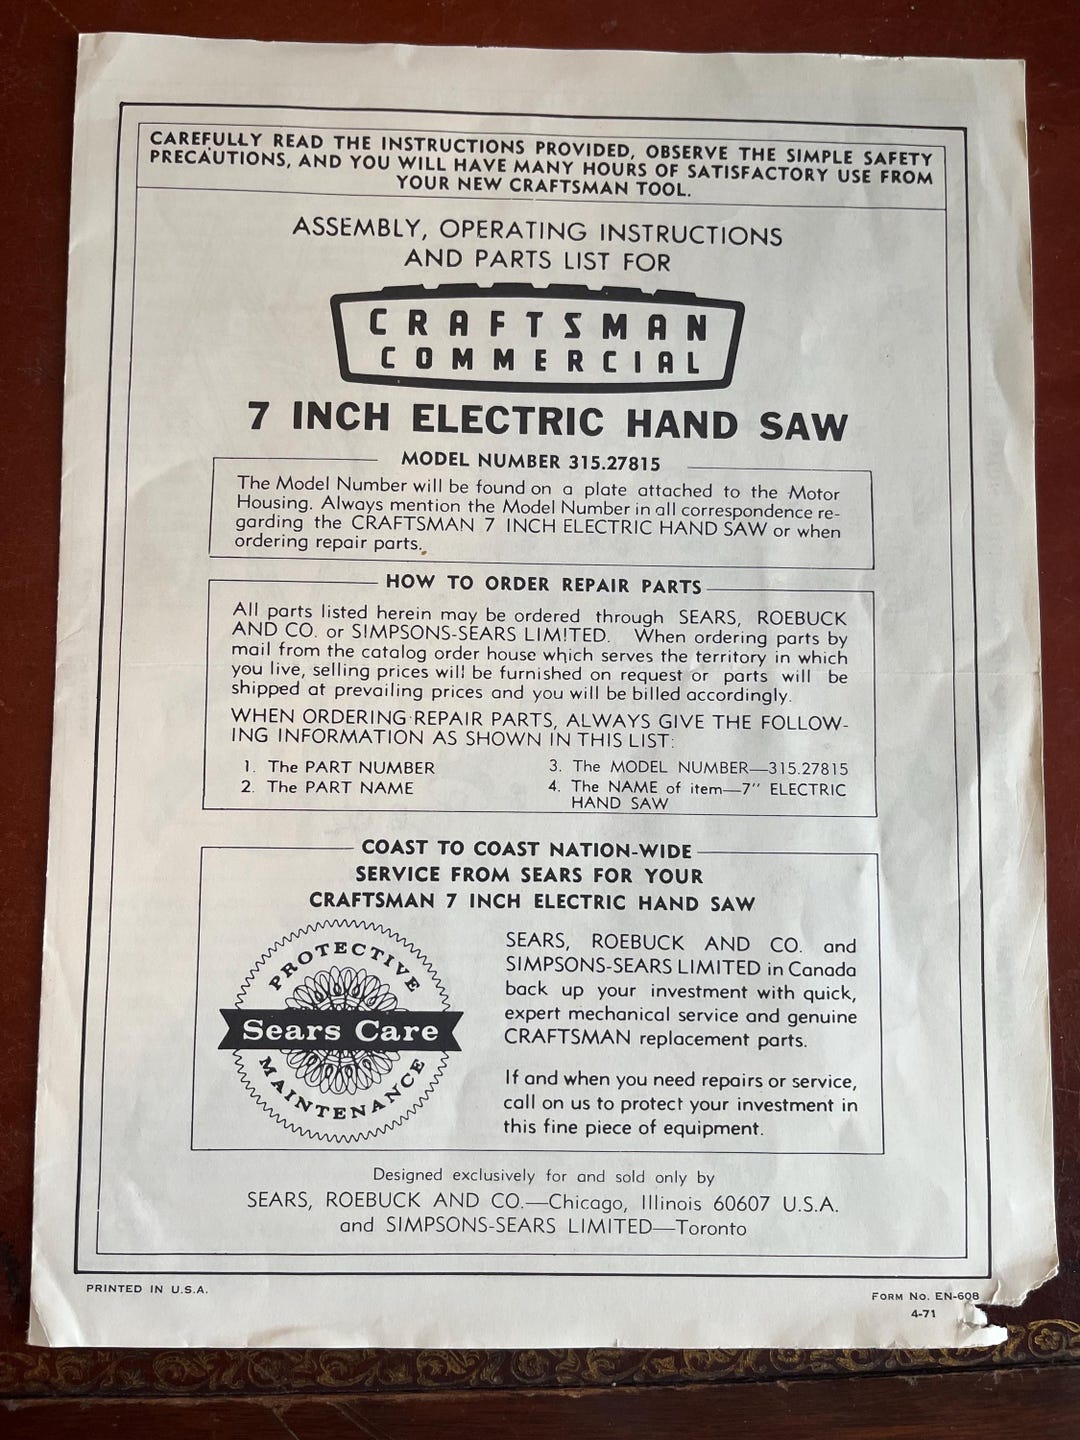 CAREFULLY READ THE INSTRUCTIONS PROVIDED, OBSERVE THE SIMPLE SAFETY
PRECAUTIONS, AND YOU WILL HAVE MANY HOURS OF SATISFACTORY USE FROM
YOUR NEW CRAFTSMAN TOOL.
ASSEMBLY, OPERATING INSTRUCTIONS
AND PARTS LIST FOR
CRAFTSMAN
COMMERCIAL
7 INCH ELECTRIC HAND SAW
MODEL NUMBER 315.27815
The Model Number will be found on a plate attached to the Motor
Housing. Always mention the Model Number in all correspondence re-
garding the CRAFTSMAN 7 INCH ELECTRIC HAND SAW or when
ordering repair parts.
HOW TO ORDER REPAIR PARTS
All parts listed herein may be ordered through SEARS, ROEBUCK
AND CO. or SIMPSONS-SEARS LIMITED. When ordering parts by
mail from the catalog order house which serves the territory in which
you live, selling prices will be furnished on request or parts will be
shipped at prevailing prices and you will be billed accordingly.
WHEN ORDERING REPAIR PARTS, ALWAYS GIVE THE FOLLOW-
ING INFORMATION AS SHOWN IN THIS LIST:
1. The PART NUMBER
2. The PART NAME
3. The MODEL NUMBER—315.27815
4. The NAME of item—7" ELECTRIC
HAND SAW
COAST TO COAST NATION-WIDE
SERVICE FROM SEARS FOR YOUR
CRAFTSMAN 7 INCH ELECTRIC HAND SAW
PROTECTIVE
Sears Care
MAINTENANCE
SEARS, ROEBUCK AND CO. and
SIMPSONS-SEARS LIMITED in Canada
back up your investment with quick,
expert mechanical service and genuine
CRAFTSMAN replacement parts.
If and when you need repairs or service,
call on us to protect your investment in
this fine piece of equipment.
Designed exclusively for and sold only by
SEARS, ROEBUCK AND CO.—Chicago, Illinois 60607 U.S.A.
and SIMPSONS-SEARS LIMITED—Toronto
PRINTED IN U.S.A.
FORM No. EN-608
4-71